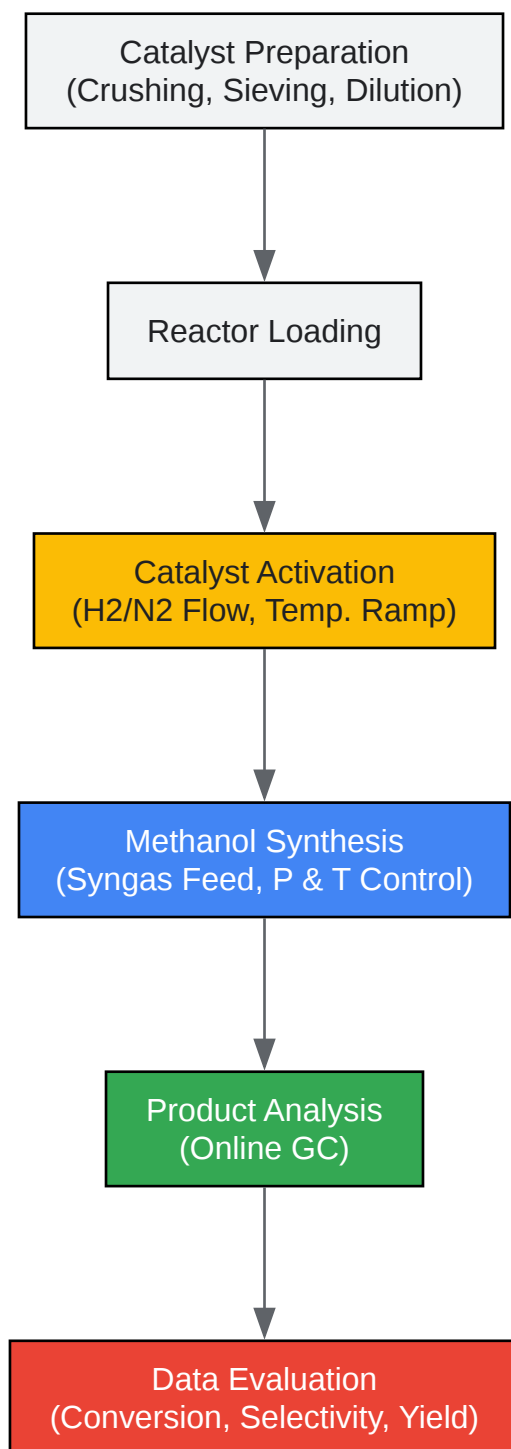 Catalyst Preparation
(Crushing, Sieving, Dilution)
Reactor Loading
Catalyst Activation
(H2/N2 Flow, Temp. Ramp)
Methanol Synthesis
(Syngas Feed, P & T Control)
Product Analysis
(Online GC)
Data Evaluation
(Conversion, Selectivity, Yield)